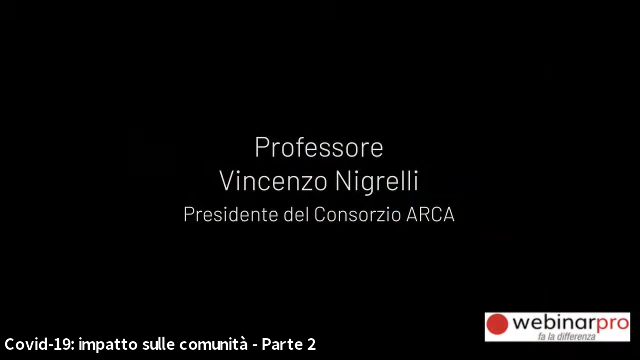 Professore
Vincenzo Nigrelli
Presidente del Consorzio ARCA
webinarpro
fa la differenza
Covid-19: impatto sulle comunità - Parte 2